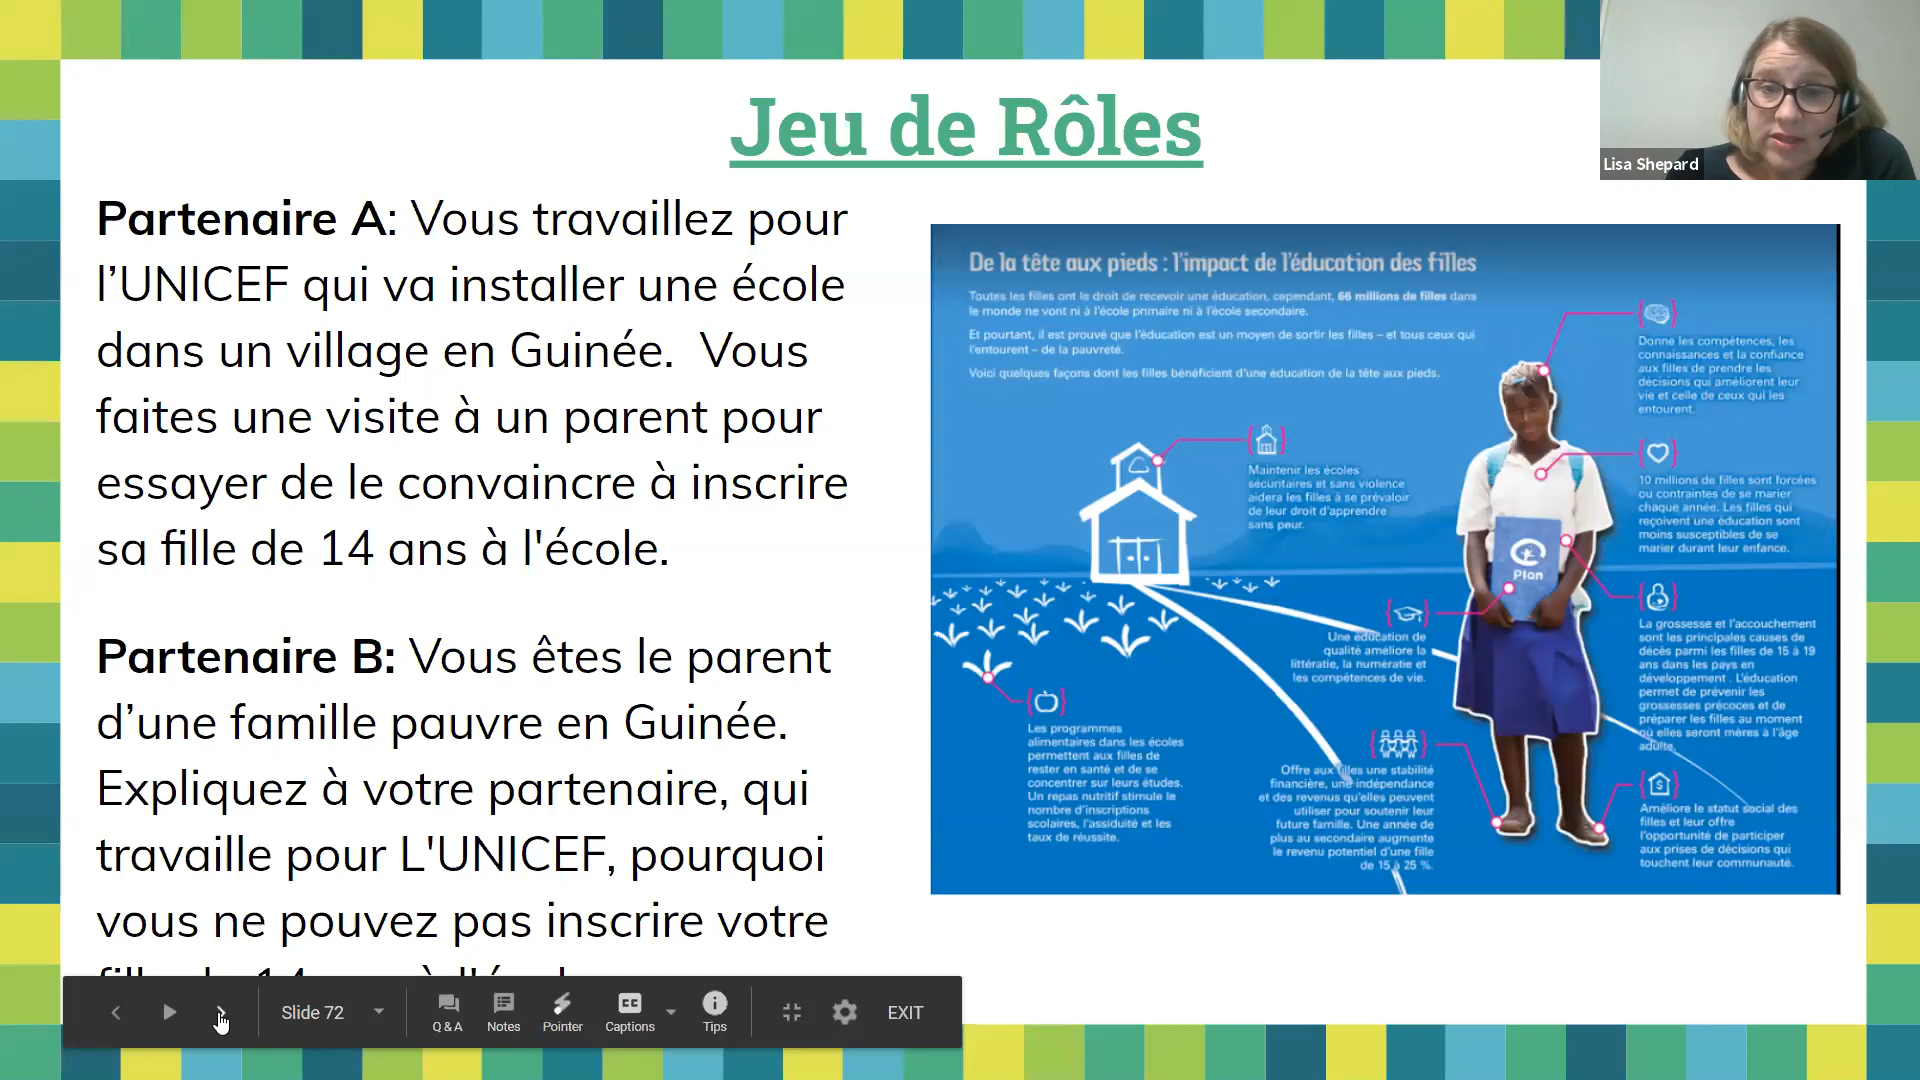 Jeu de Rôles
Lisa Shepard
Partenaire A: Vous travaillez pour
l’UNICEF qui va installer une école
dans un village en Guinée.  Vous
faites une visite à un parent pour
essayer de le convaincre à inscrire
sa fille de 14 ans à l'école.
Partenaire B: Vous êtes le parent
d’une famille pauvre en Guinée.
Expliquez à votre partenaire, qui
travaille pour L'UNICEF, pourquoi
vous ne pouvez pas inscrire votre
De la tête aux pieds : l’impact de l’éducation des filles
Toutes les filles ont le droit de recevoir une éducation, cependant, 66 millions de filles dans
le monde ne vont ni à l'école primaire ni à l'école secondaire.
Et pourtant, il est prouvé que l'éducation est un moyen de sortir les filles – et tous ceux qui
l'entourent – de la pauvreté.
Voici quelques façons dont les filles bénéficient d'une éducation de la tête aux pieds.
Donne les compétences, les
connaissances et la confiance
aux filles de prendre les
décisions qui améliorent leur
vie et celle de ceux qui les
entourent.
Maintenir les écoles
sécuritaires et sans violence
aidera les filles à se prévaloir
de leur droit d'apprendre
sans peur.
10 millions de filles sont forcées
ou contraintes de se marier
chaque année. Les filles qui
reçoivent une éducation sont
moins susceptibles de se
marier durant leur enfance.
Plan
Une éducation de
qualité améliore la
littératie, la numératie et
les compétences de vie.
La grossesse et l'accouchement
sont les principales causes de
décès parmi les filles de 15 à 19
ans dans les pays en
développement . L'éducation
permet de prévenir les
grossesses précoces et de
préparer les filles au moment
où elles seront mères à l'âge
adulte.
Les programmes
alimentaires dans les écoles
permettent aux filles de
rester en santé et de se
concentrer sur leurs études.
Un repas nutritif stimule le
nombre d'inscriptions
scolaires, l'assiduité et les
taux de réussite.
Offre aux filles une stabilité
financière, une indépendance
et des revenus qu'elles peuvent
utiliser pour soutenir leur
future famille. Une année de
plus au secondaire augmente
le revenu potentiel d'une fille
de 15 à 25 %.
Améliore le statut social des
filles et leur offre
l'opportunité de participer
aux prises de décisions qui
touchent leur communauté.
Slide 72
Q & A
Notes
Pointer
Captions
Tips
EXIT